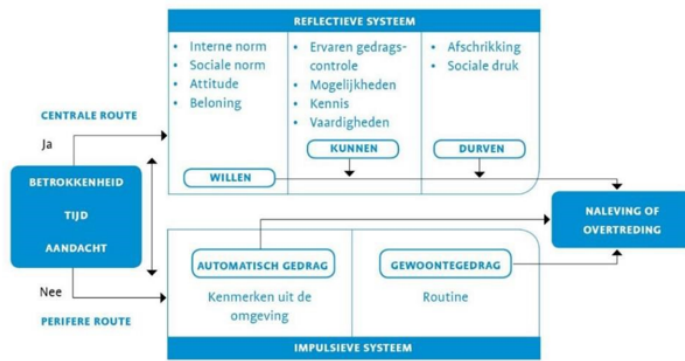 REFLECTIEVE SYSTEEM
• Interne norm
• Sociale norm
• Attitude
• Beloning
WILLEN
• Ervaren gedrags-
controle
• Mogelijkheden
• Kennis
• Vaardigheden
KUNNEN
• Afschrikking
• Sociale druk
DURVEN
CENTRALE ROUTE
Ja
BETROKKENHEID
TIJD
AANDACHT
Nee
PERIFERE ROUTE
NALEVING OF
OVERTREDING
AUTOMATISCH GEDRAG
Kenmerken uit de
omgeving
GEWOONTEGEDRAG
Routine
IMPULSIEVE SYSTEEM